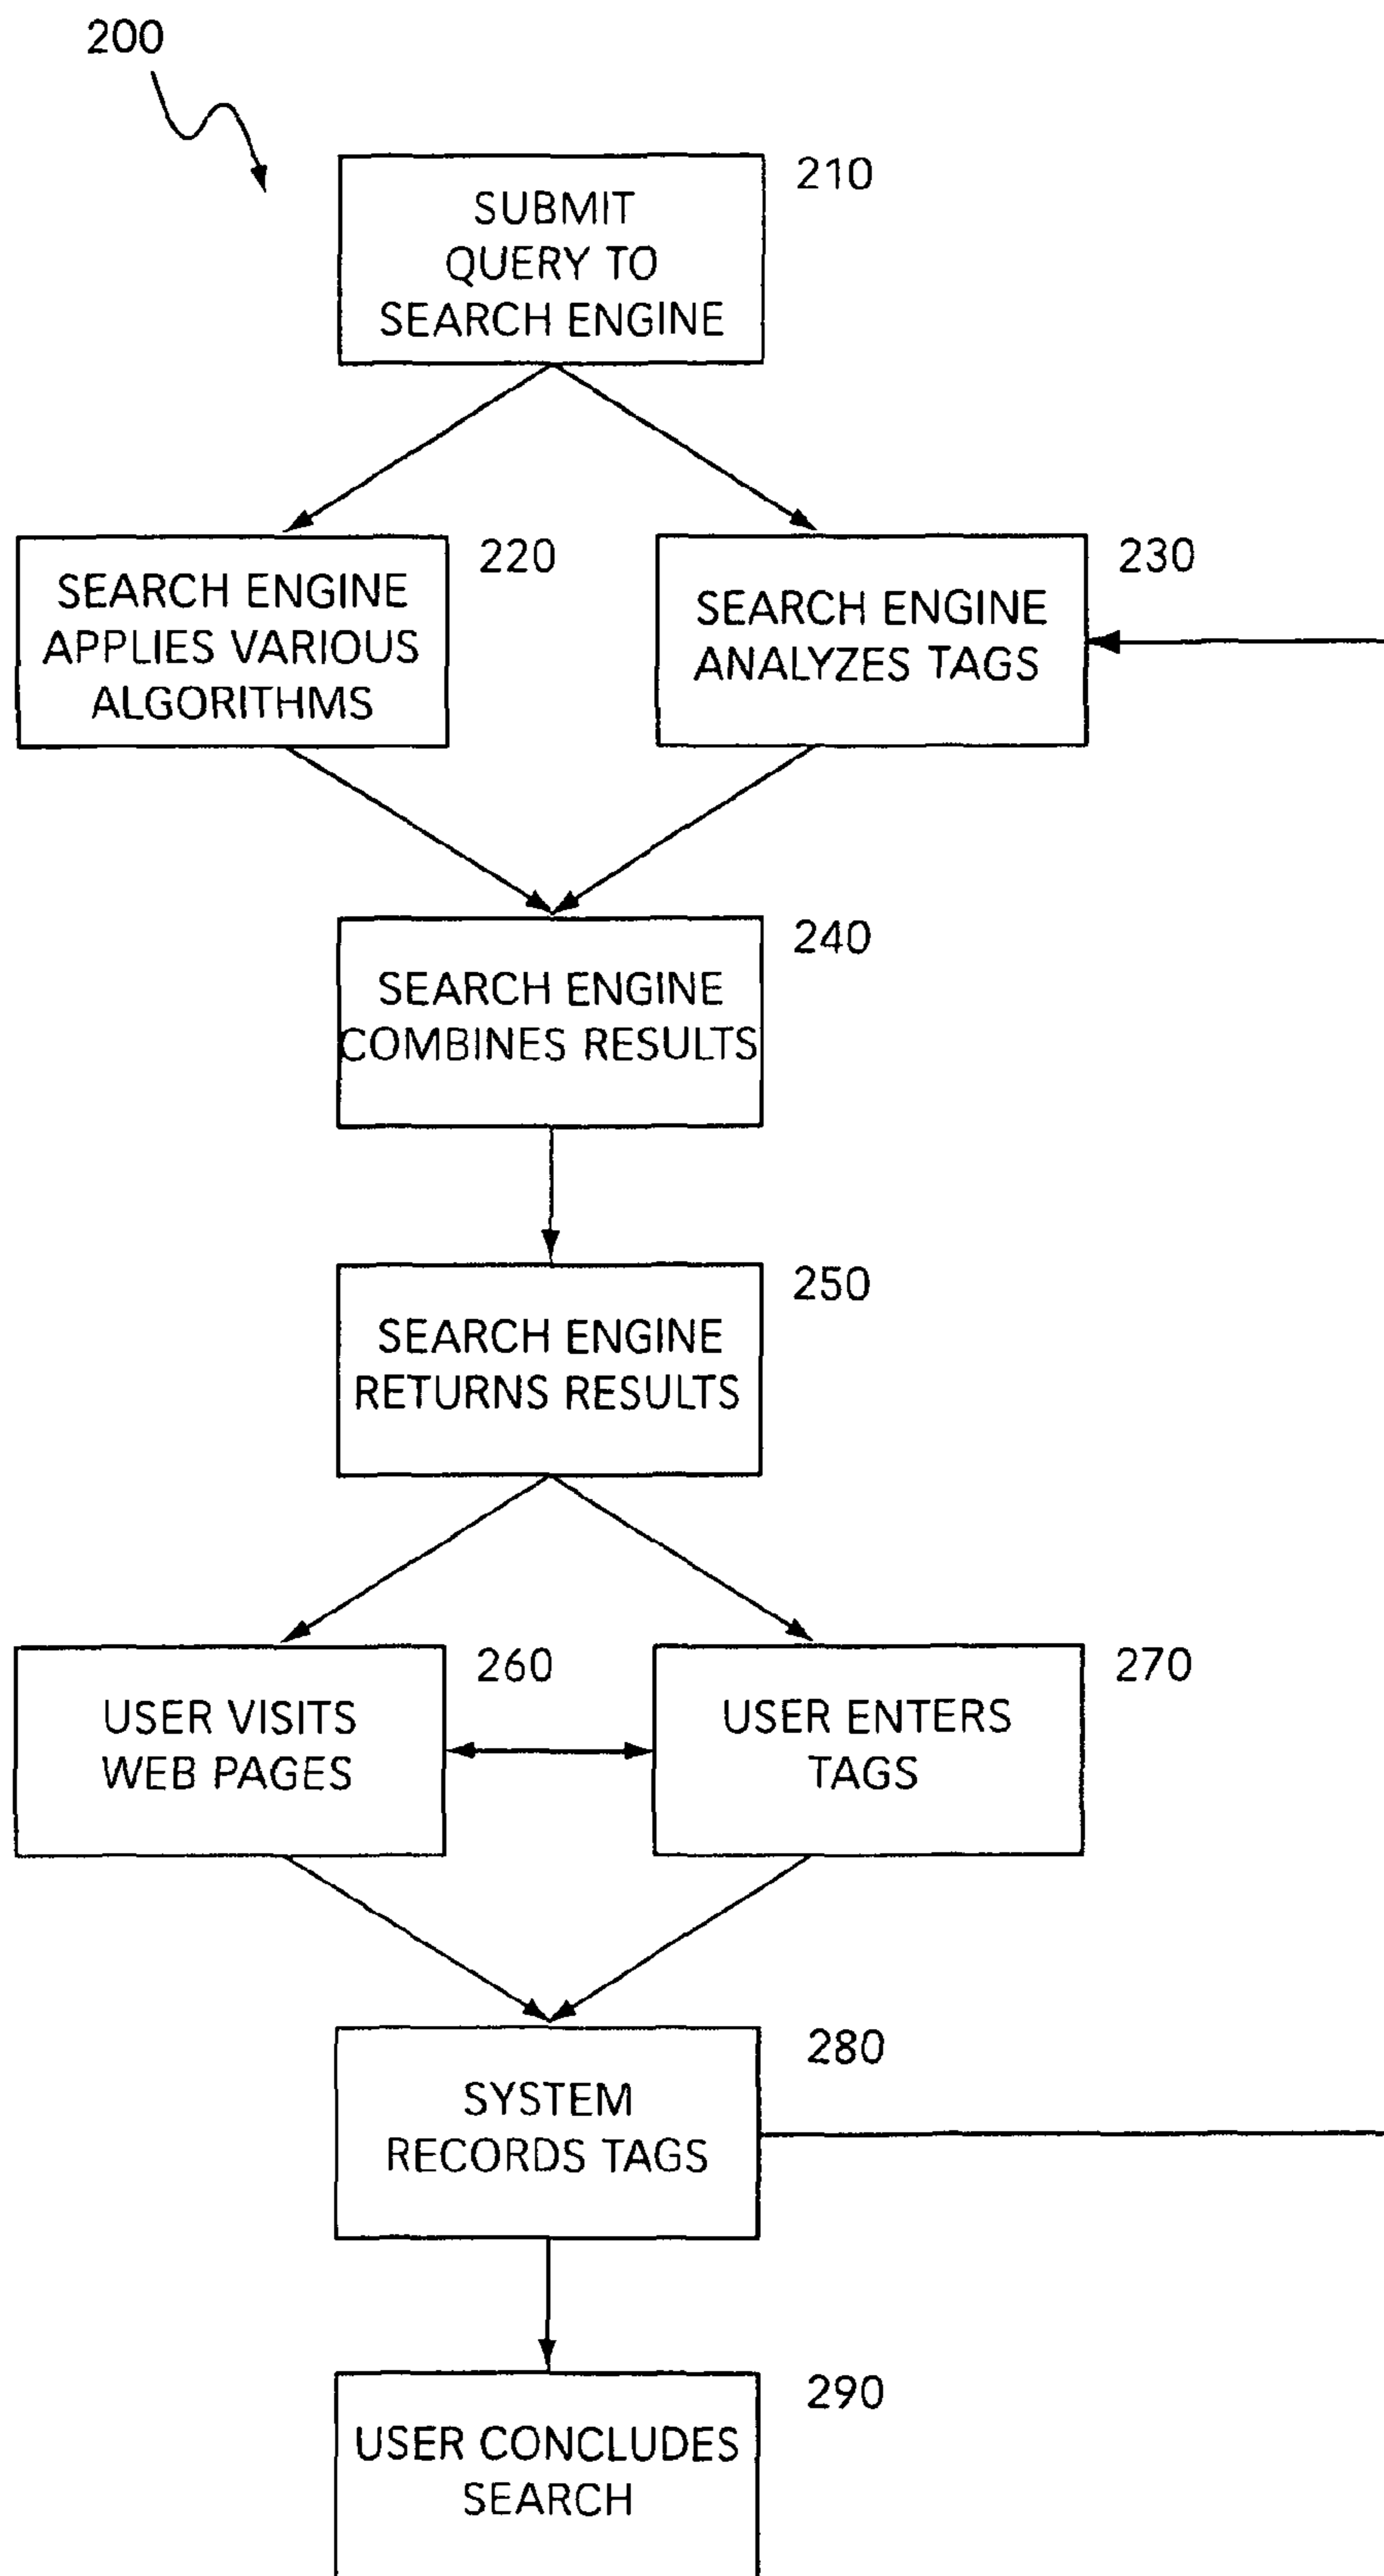 200
210
SUBMIT
QUERY TO
SEARCH ENGINE
220
SEARCH ENGINE
APPLIES VARIOUS
ALGORITHMS
230
SEARCH ENGINE
ANALYZES TAGS
240
SEARCH ENGINE
COMBINES RESULTS
250
SEARCH ENGINE
RETURNS RESULTS
260
USER VISITS
WEB PAGES
270
USER ENTERS
TAGS
280
SYSTEM
RECORDS TAGS
290
USER CONCLUDES
SEARCH